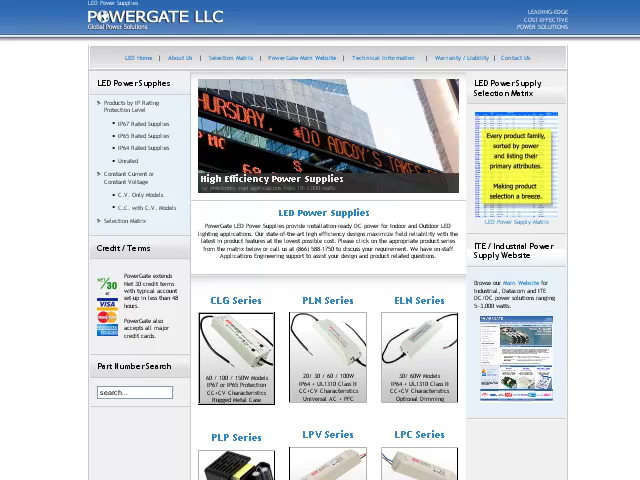 LED Power Supplies
POWERGATE LLC
Global Power Solutions
LEADING-EDGE
COST-EFFECTIVE
POWER SOLUTIONS
LED Home | About Us | Selection Matrix | PowerGate Main Website | Technical Information | Warranty / Liability | Contact Us
LED Power Supplies
Products by IP Rating
Protection Level
IP67 Rated Supplies
IP65 Rated Supplies
IP64 Rated Supplies
Unrated
Constant Current or
Constant Voltage
C.V. Only Models
C.C. with C.V. Models
Selection Matrix
Credit / Terms
NET/30
PowerGate extends
Net 30 credit terms
with typical account
set-up in less than 48
hours.
VISA
PowerGate also
accepts all major
credit cards.
Part Number Search
search...
HURSDAY,
*DO ADICOY'S TAKES
High Efficiency Power Supplies
LED Power Supplies
PowerGate LED Power Supplies provide installation-ready DC power for Indoor and Outdoor LED
lighting applications. Our state-of-the-art high efficiency designs maximize field reliability with the
latest in product features at the lowest possible cost. Please click on the appropriate product series
from the matrix below or call us at (866) 588-1750 to discuss your requirement. We have on-staff
Applications Engineering support to assist your design and product related questions.
CLG Series
60 / 100 / 150W Models
IP67 or IP65 Protection
CC+CV Characteristics
Rugged Metal Case
PLN Series
20/ 30 / 60 / 100W
IP64 + UL1310 Class II
CC+CV Characteristics
Universal AC + PFC
ELN Series
30/ 60W Models
IP64 + UL1310 Class II
CC+CV Characteristics
Optional Dimming
PLP Series
LPV Series
LPC Series
LED Power Supply
Selection Matrix
Every product family,
sorted by power
and listing their
primary attributes.
Making product
selection a breeze.
LED Power Supply Matrix
ITE / Industrial Power
Supply Website
Browse our Main Website for
Industrial, Datacom and ITE
DC/DC power solutions ranging
5-3,000 watts.